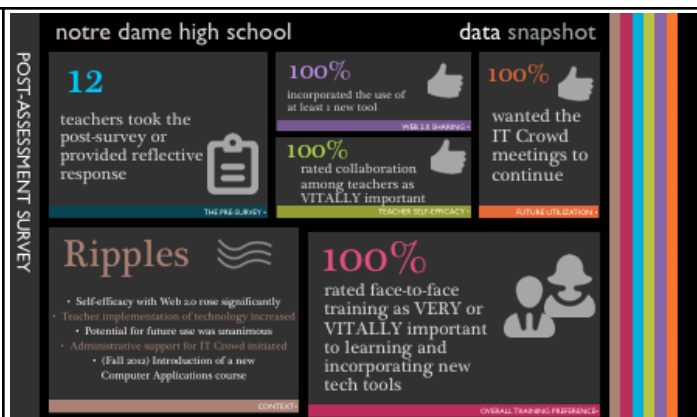 notre dame high school
data snapshot
POST-ASSESSMENT SURVEY
12
teachers took the
post-survey or
provided reflective
response
THE PRE-SURVEY
100%
incorporated the use of
at least 1 new tool
WEB 2.0 SHARING
100%
rated collaboration
among teachers as
VITALLY important
TEACHER SELF-EFFICACY
100%
wanted the
IT Crowd
meetings to
continue
FUTURE UTILIZATION
Ripples
• Self-efficacy with Web 2.0 rose significantly
• Teacher implementation of technology increased
• Potential for future use was unanimous
• Administrative support for IT Crowd initiated
• (Fall 2012) Introduction of a new
Computer Applications course
CONTEXT
100%
rated face-to-face
training as VERY or
VITALLY important
to learning and
incorporating new
tech tools
OVERALL TRAINING PREFERENCE